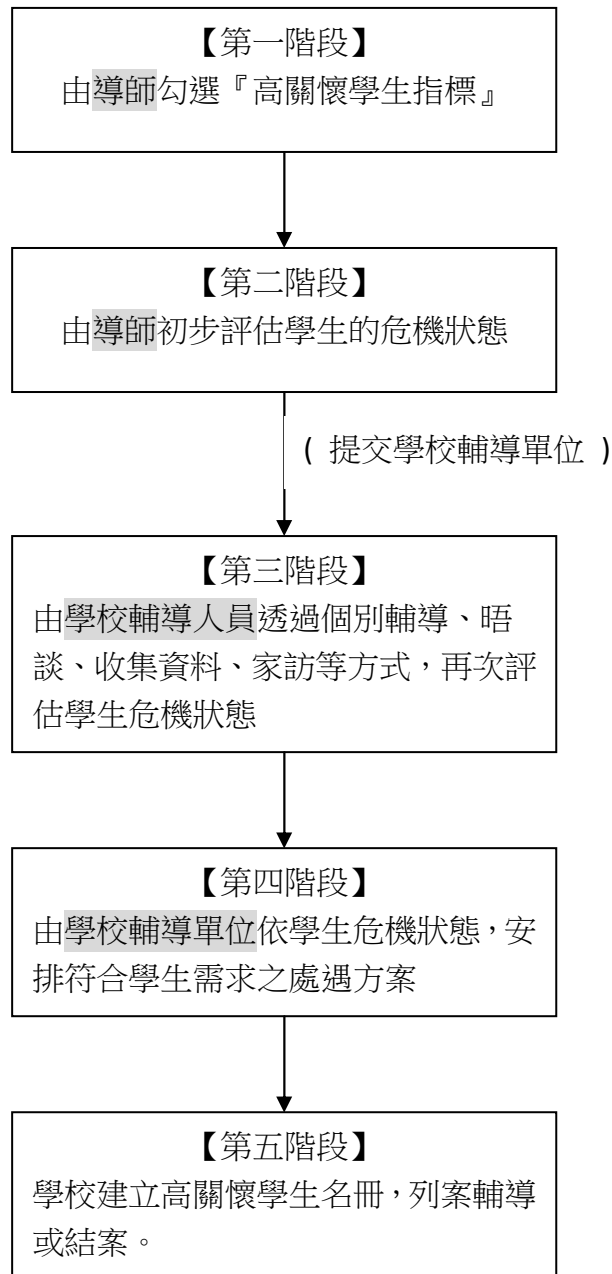 【第一階段】
由導師勾選『高關懷學生指標』
【第二階段】
由導師初步評估學生的危機狀態
( 提交學校輔導單位 )
【第三階段】
由學校輔導人員透過個別輔導、晤
談、收集資料、家訪等方式，再次評
估學生危機狀態
【第四階段】
由學校輔導單位依學生危機狀態，安
排符合學生需求之處遇方案
【第五階段】
學校建立高關懷學生名冊，列案輔導
或結案。